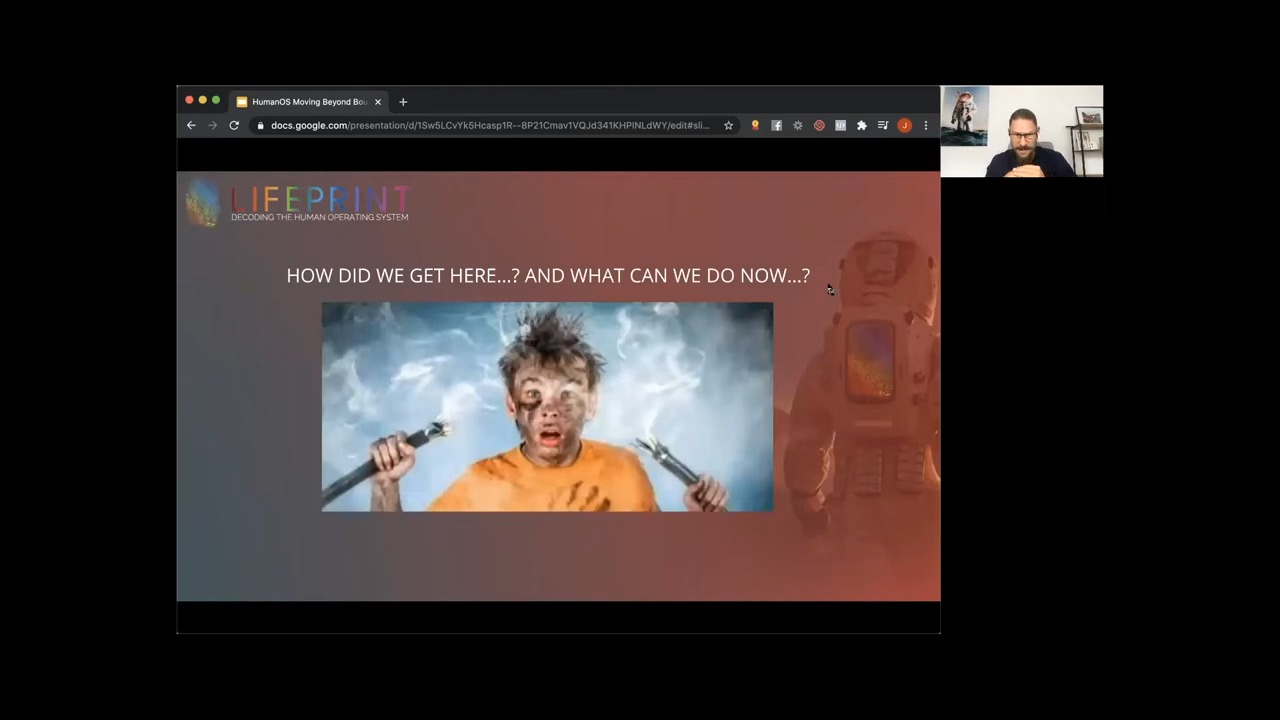 HumanOS Moving Beyond Bou
docs.google.com/presentation/d/1Sw5LCvYk5Hcasp1R--8P21Cmav1VQJd341KHPINLdWY/edit#sli...
J
LIFEPRINT
DECODING THE HUMAN OPERATING SYSTEM
HOW DID WE GET HERE...? AND WHAT CAN WE DO NOW...?